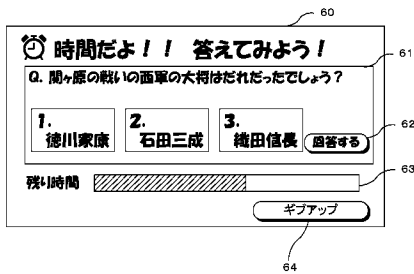 60
時間だよ！！ 答えてみよう！
61
Q. 関ヶ原の戦いの西軍の大将はだれだったでしょう？
1.
徳川家康
2.
石田三成
3.
織田信長
回答する
62
残り時間
63
ギブアップ
64